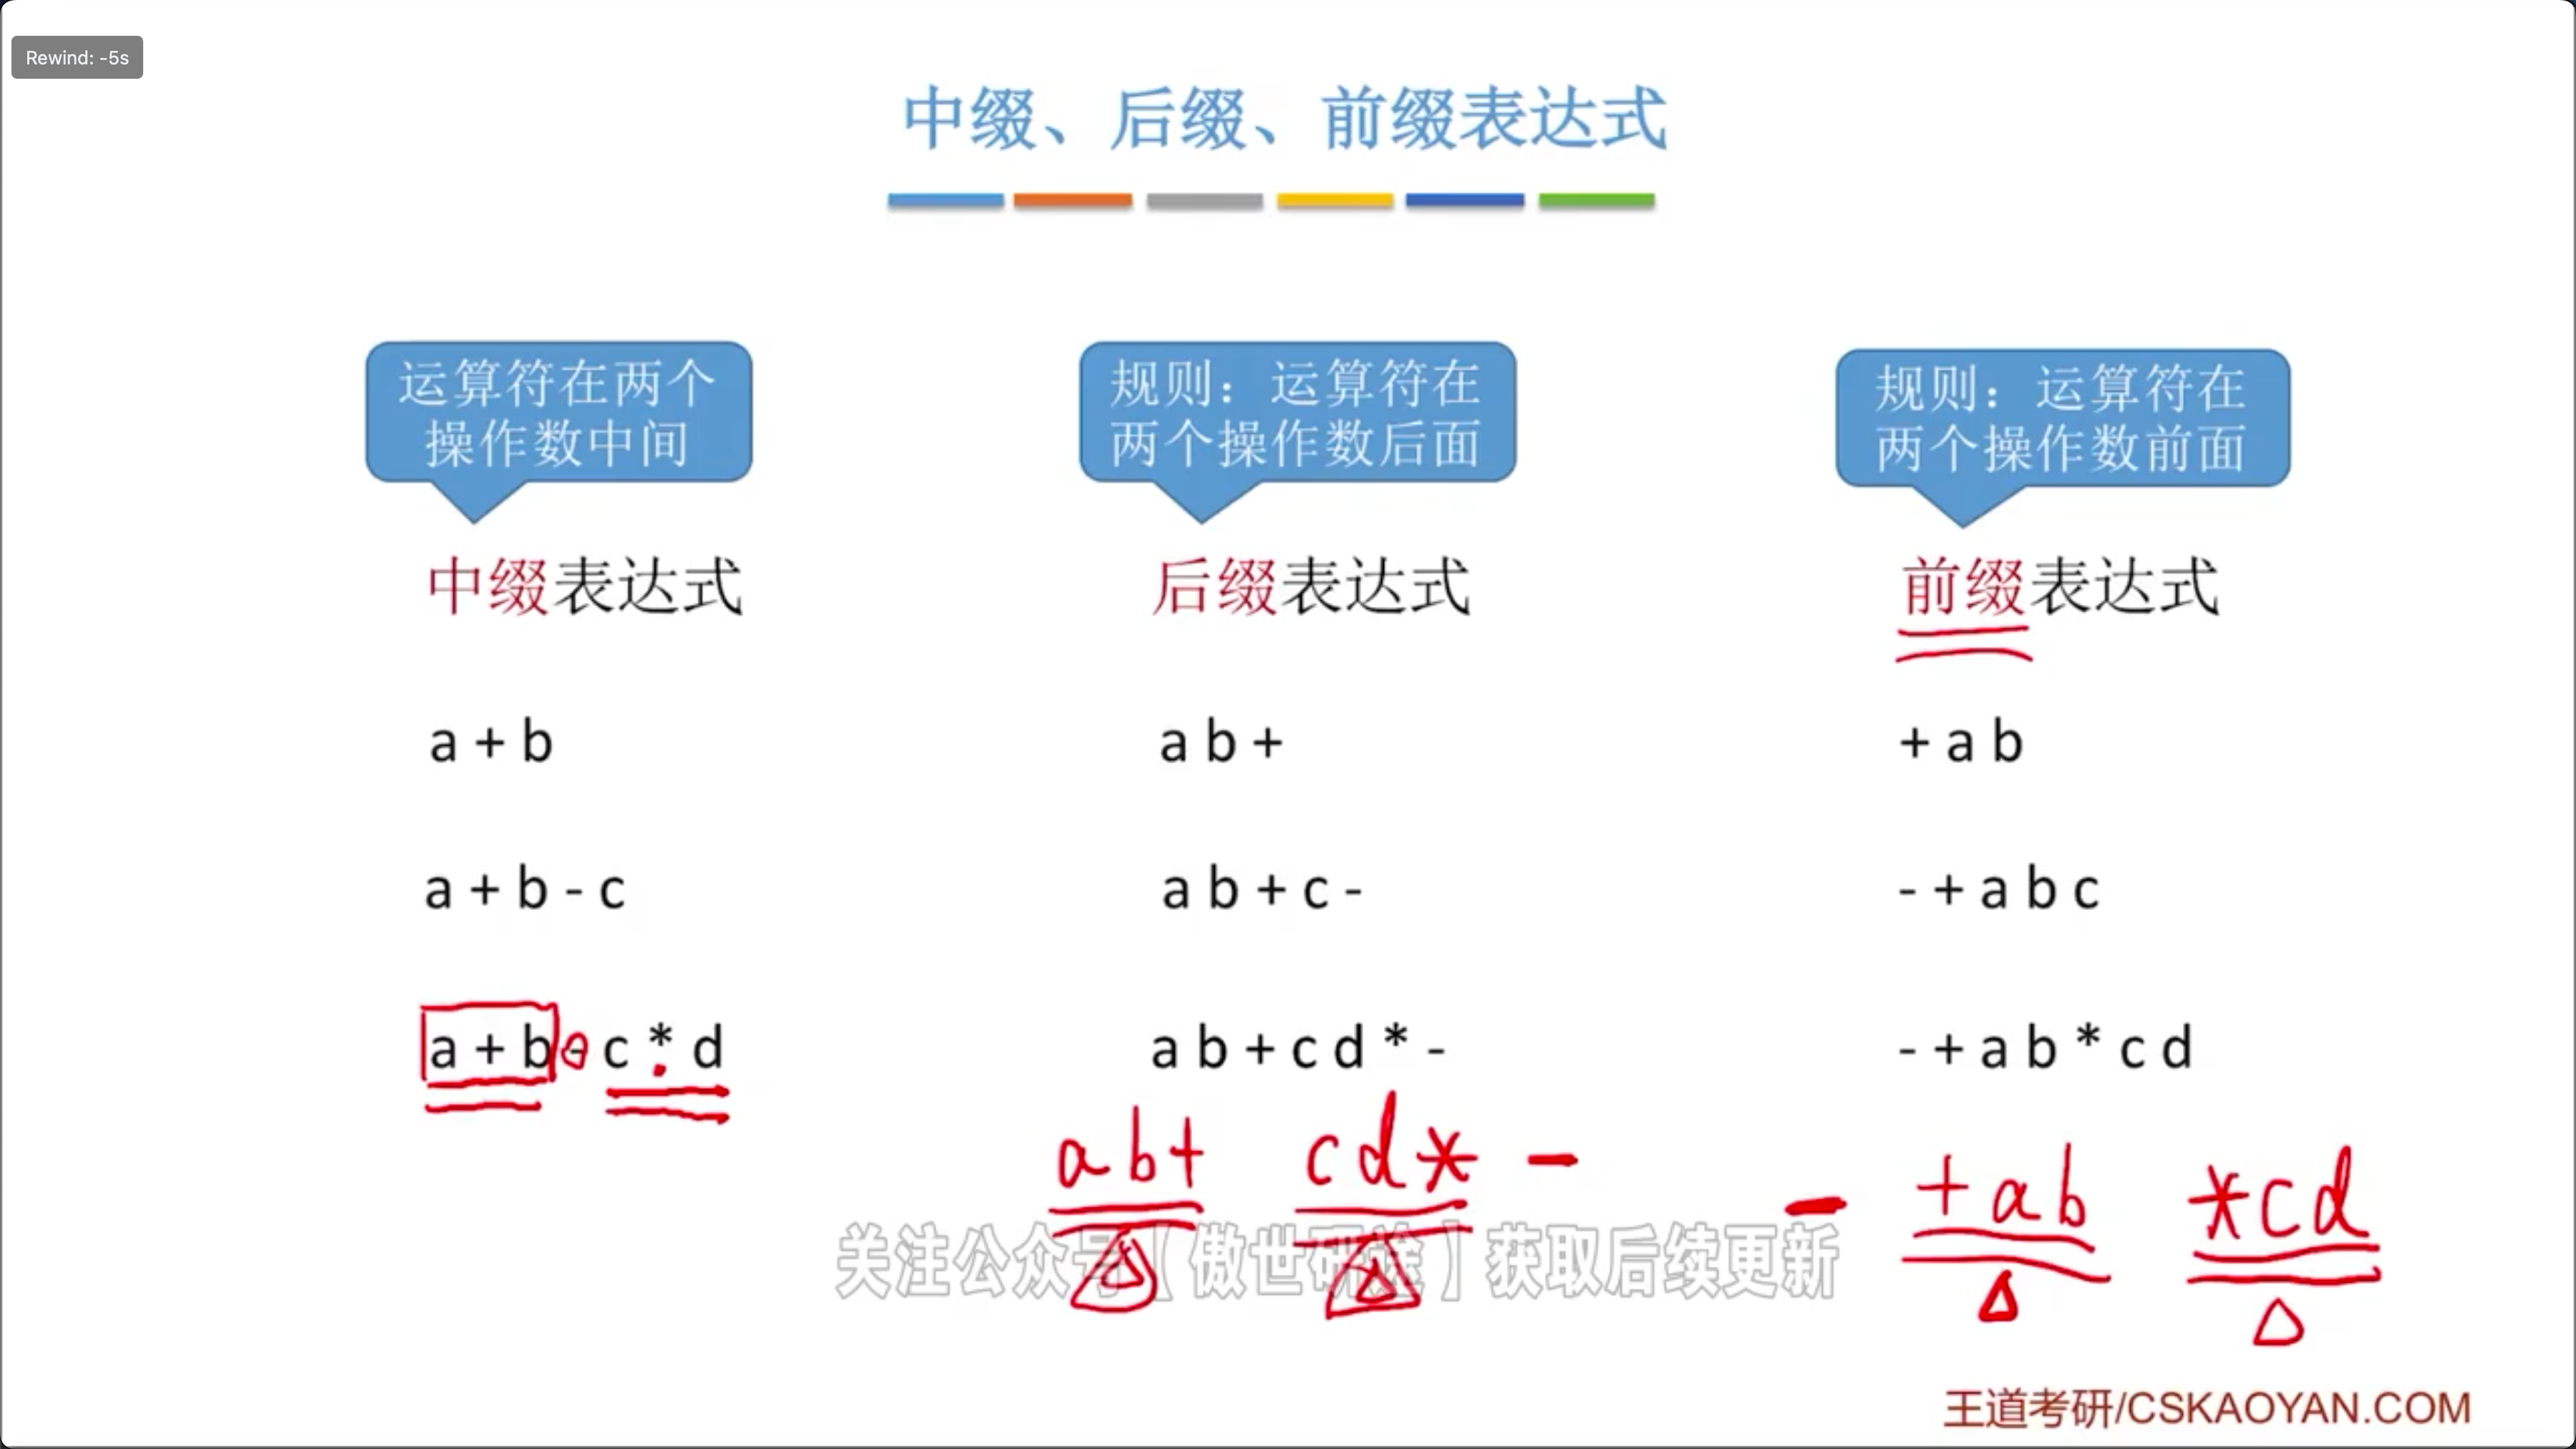 Rewind: -5s
中缀、后缀、前缀表达式
运算符在两个
操作数中间
规则：运算符在
两个操作数后面
规则：运算符在
两个操作数前面
中缀表达式
后缀表达式
前缀表达式
a + b
a b +
+ a b
a + b - c
a b + c -
- + a b c
a + b - c * d
a b + c d * -
- + a b * c d
ab+ cd* -
- +ab *cd
关注公众号【傲世研途】获取后续更新
王道考研/CSKAOYAN.COM